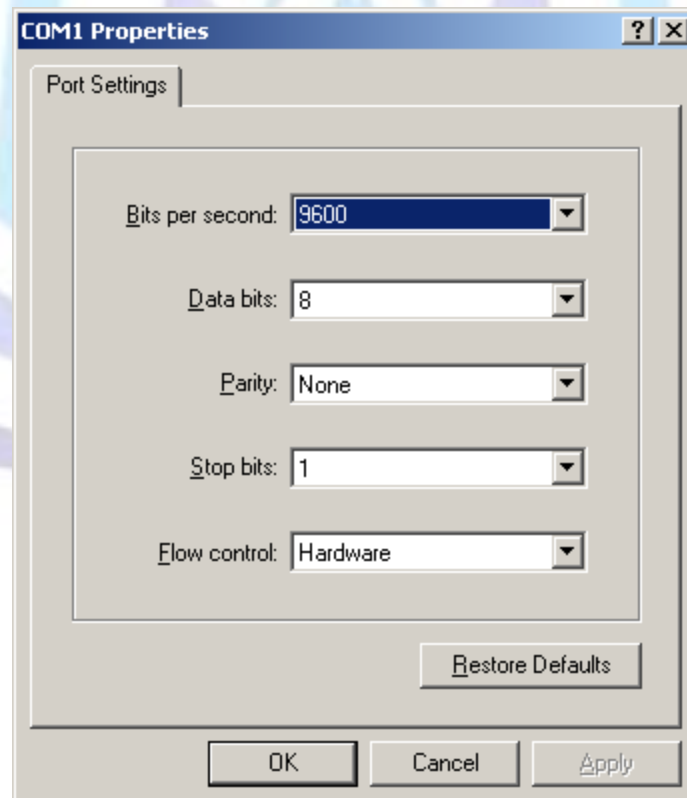 COM1 Properties
Port Settings
Bits per second: 9600
Data bits: 8
Parity: None
Stop bits: 1
Flow control: Hardware
Restore Defaults
OK Cancel Apply